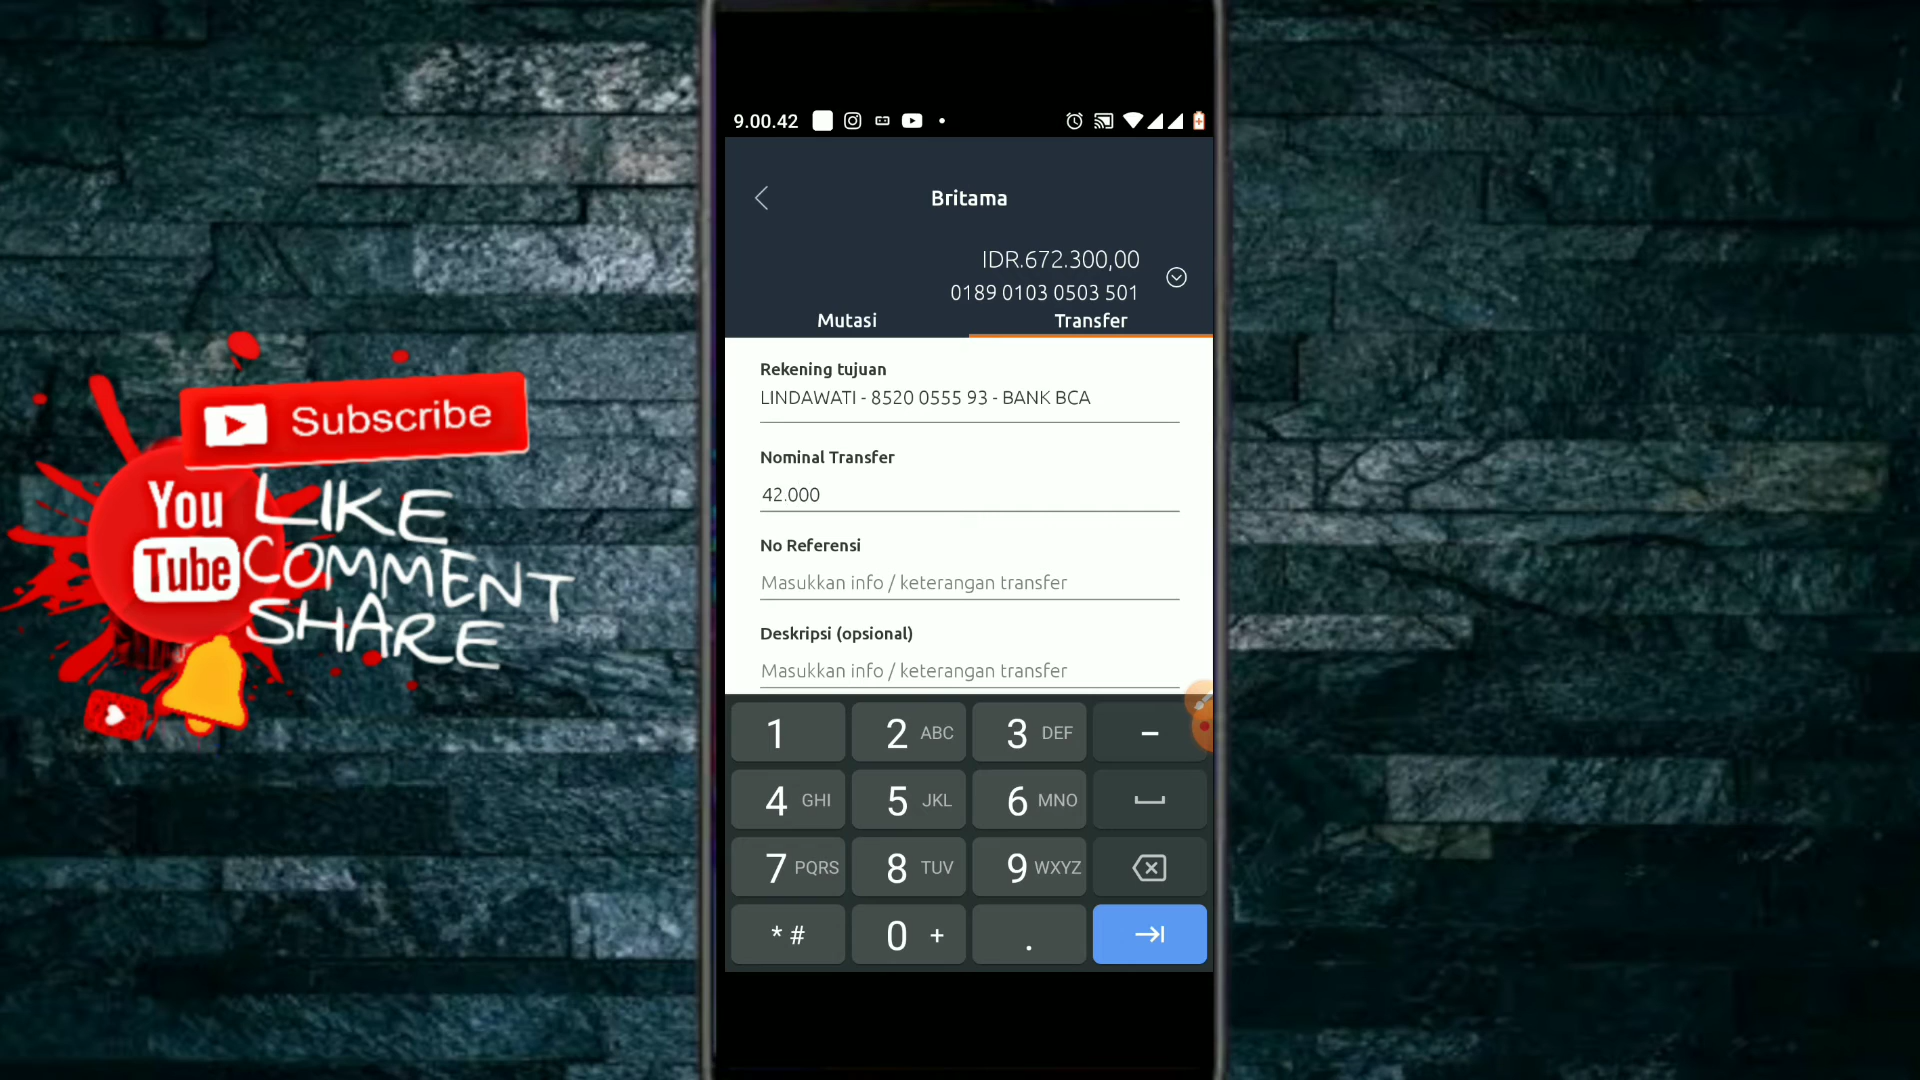 Subscribe
You
Tube
LIKE
COMMENT
SHARE
9.00.42
Britama
IDR.672.300,00
0189 0103 0503 501
Mutasi Transfer
Rekening tujuan
LINDAWATI - 8520 0555 93 - BANK BCA
Nominal Transfer
42.000
No Referensi
Masukkan info / keterangan transfer
Deskripsi (opsional)
Masukkan info / keterangan transfer
1 2 ABC 3 DEF -
4 GHI 5 JKL 6 MNO
7 PQRS 8 TUV 9 WXYZ
* # 0 + .